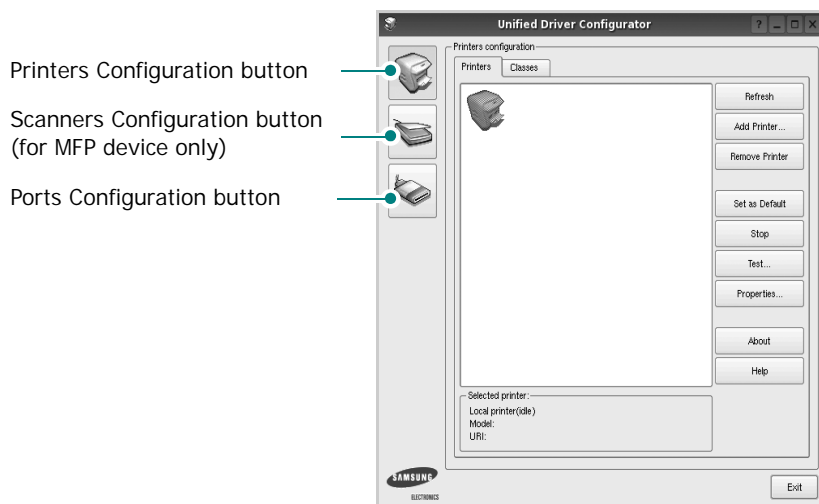 Unified Driver Configurator
Printers configuration
Printers Classes
Printers Configuration button
Scanners Configuration button
(for MFP device only)
Ports Configuration button
Refresh
Add Printer...
Remove Printer
Set as Default
Stop
Test...
Properties...
About
Help
Selected printer:
Local printer(idle)
Model:
URI:
SAMSUNG
ELECTRONICS
Exit